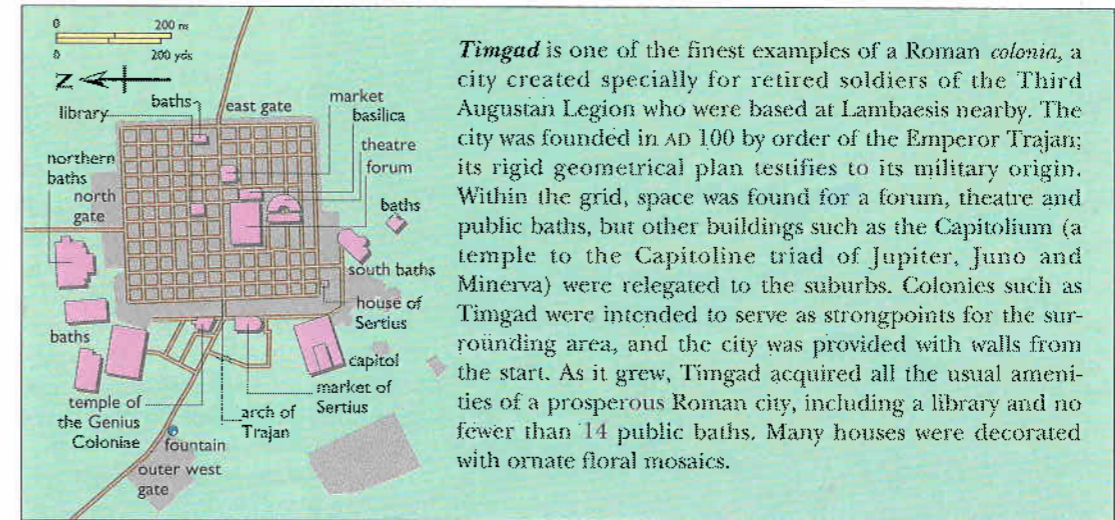 0 200 m
0 200 yds
N
library
baths
east gate
market
basilica
theatre
forum
northern
baths
north
gate
baths
south baths
house of
Sertius
baths
capitol
market of
Sertius
temple of
the Genius
Coloniae
arch of
Trajan
fountain
outer west
gate
Timgad is one of the finest examples of a Roman colonia, a
city created specially for retired soldiers of the Third
Augustan Legion who were based at Lambaesis nearby. The
city was founded in AD 100 by order of the Emperor Trajan;
its rigid geometrical plan testifies to its military origin.
Within the grid, space was found for a forum, theatre and
public baths, but other buildings such as the Capitolium (a
temple to the Capitoline triad of Jupiter, Juno and
Minerva) were relegated to the suburbs. Colonies such as
Timgad were intended to serve as strongpoints for the sur-
rounding area, and the city was provided with walls from
the start. As it grew, Timgad acquired all the usual ameni-
ties of a prosperous Roman city, including a library and no
fewer than 14 public baths. Many houses were decorated
with ornate floral mosaics.